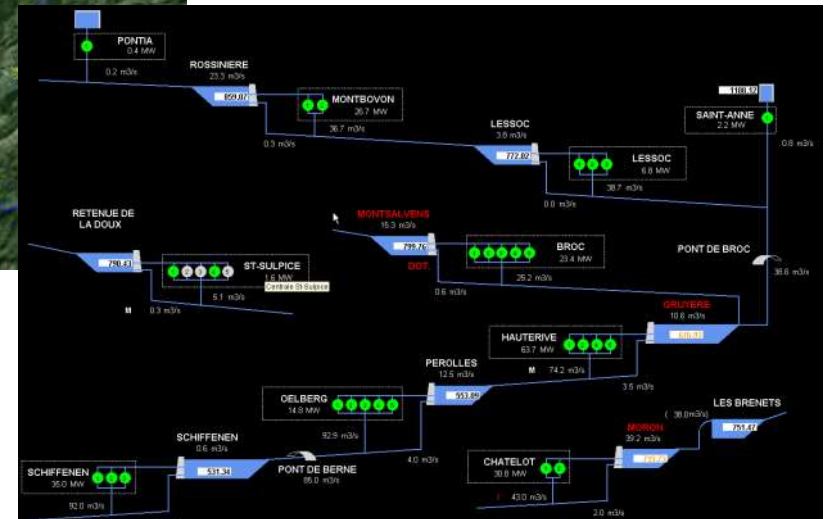 PONTIA
0.4 MW
0.2 m3/s
ROSSINIERE
23.3 m3/s
859.07
MONTBOVON
26.7 MW
36.7 m3/s
0.3 m3/s
LESSOC
3.8 m3/s
772.02
LESSOC
6.8 MW
38.7 m3/s
0.0 m3/s
1100.12
SAINT-ANNE
2.2 MW
0.8 m3/s
RETENUE DE
LA DOUX
790.43
ST-SULPICE
1.6 MW
Centrale St-Sulpice
5.1 m3/s
M 0.3 m3/s
MONTSALVENS
15.3 m3/s
799.76
DOT.
BROC
23.4 MW
25.2 m3/s
0.6 m3/s
PONT DE BROC
38.6 m3/s
GRUYERE
10.8 m3/s
HAUTERIVE
63.7 MW
M 74.2 m3/s
3.5 m3/s
PEROLLES
12.5 m3/s
553.09
OELBERG
14.8 MW
92.9 m3/s
4.0 m3/s
SCHIFFENEN
0.6 m3/s
531.34
PONT DE BERNE
85.0 m3/s
SCHIFFENEN
35.0 MW
92.0 m3/s
LES BRENETS
751.47
( 38.0m3/s)
MORON
39.2 m3/s
CHATELOT
30.8 MW
43.0 m3/s
2.0 m3/s